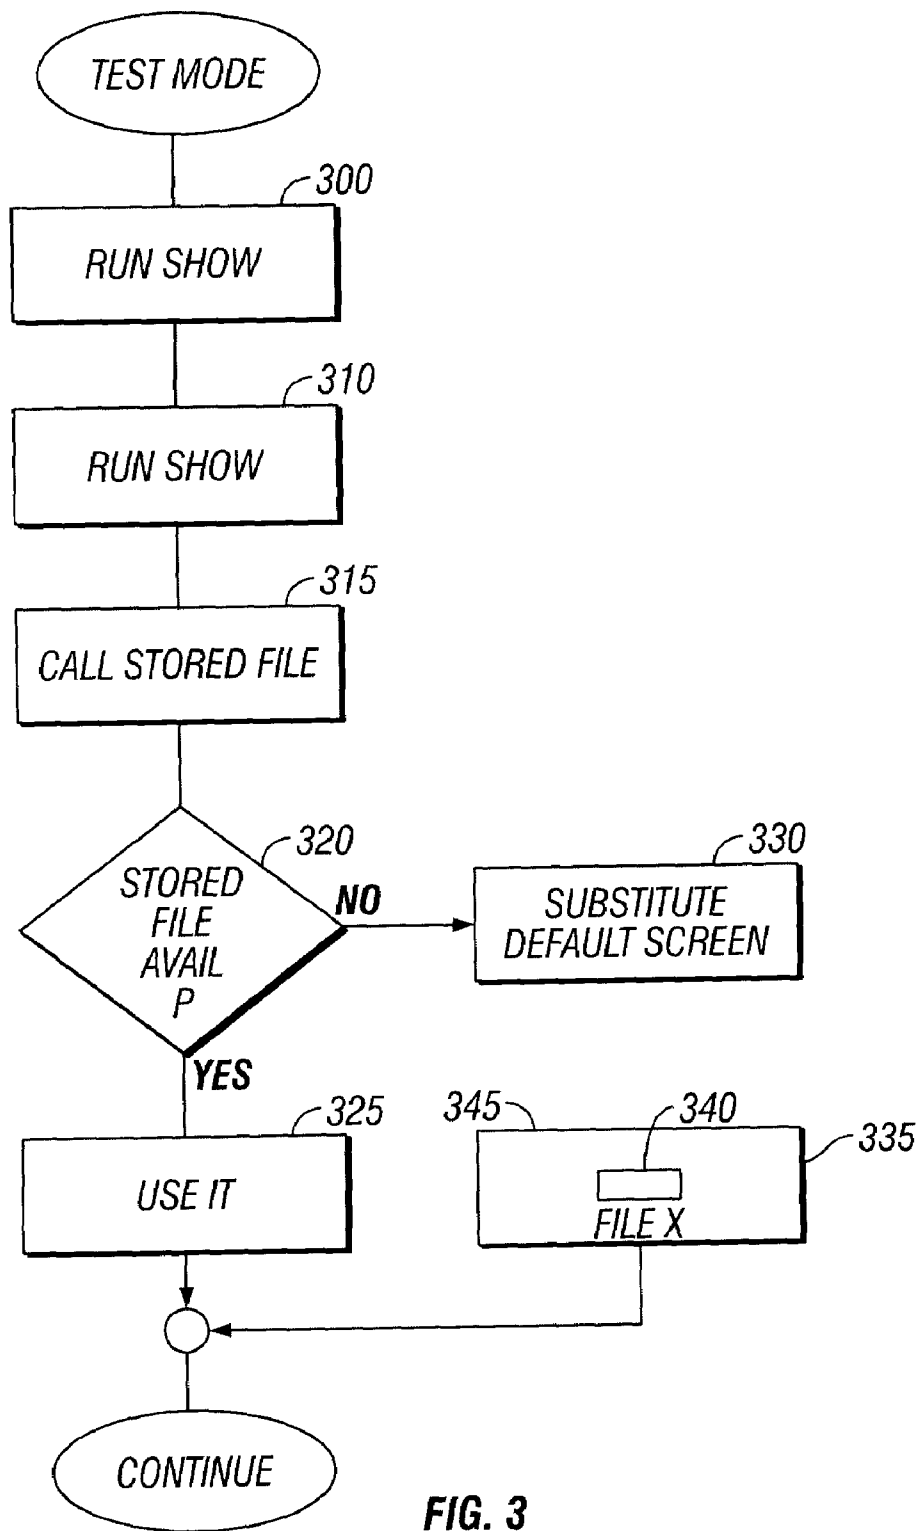 TEST MODE
300
RUN SHOW
310
RUN SHOW
315
CALL STORED FILE
320
STORED
FILE
AVAIL
P
NO
330
SUBSTITUTE
DEFAULT SCREEN
YES
325
USE IT
345
340
335
FILE X
CONTINUE
FIG. 3